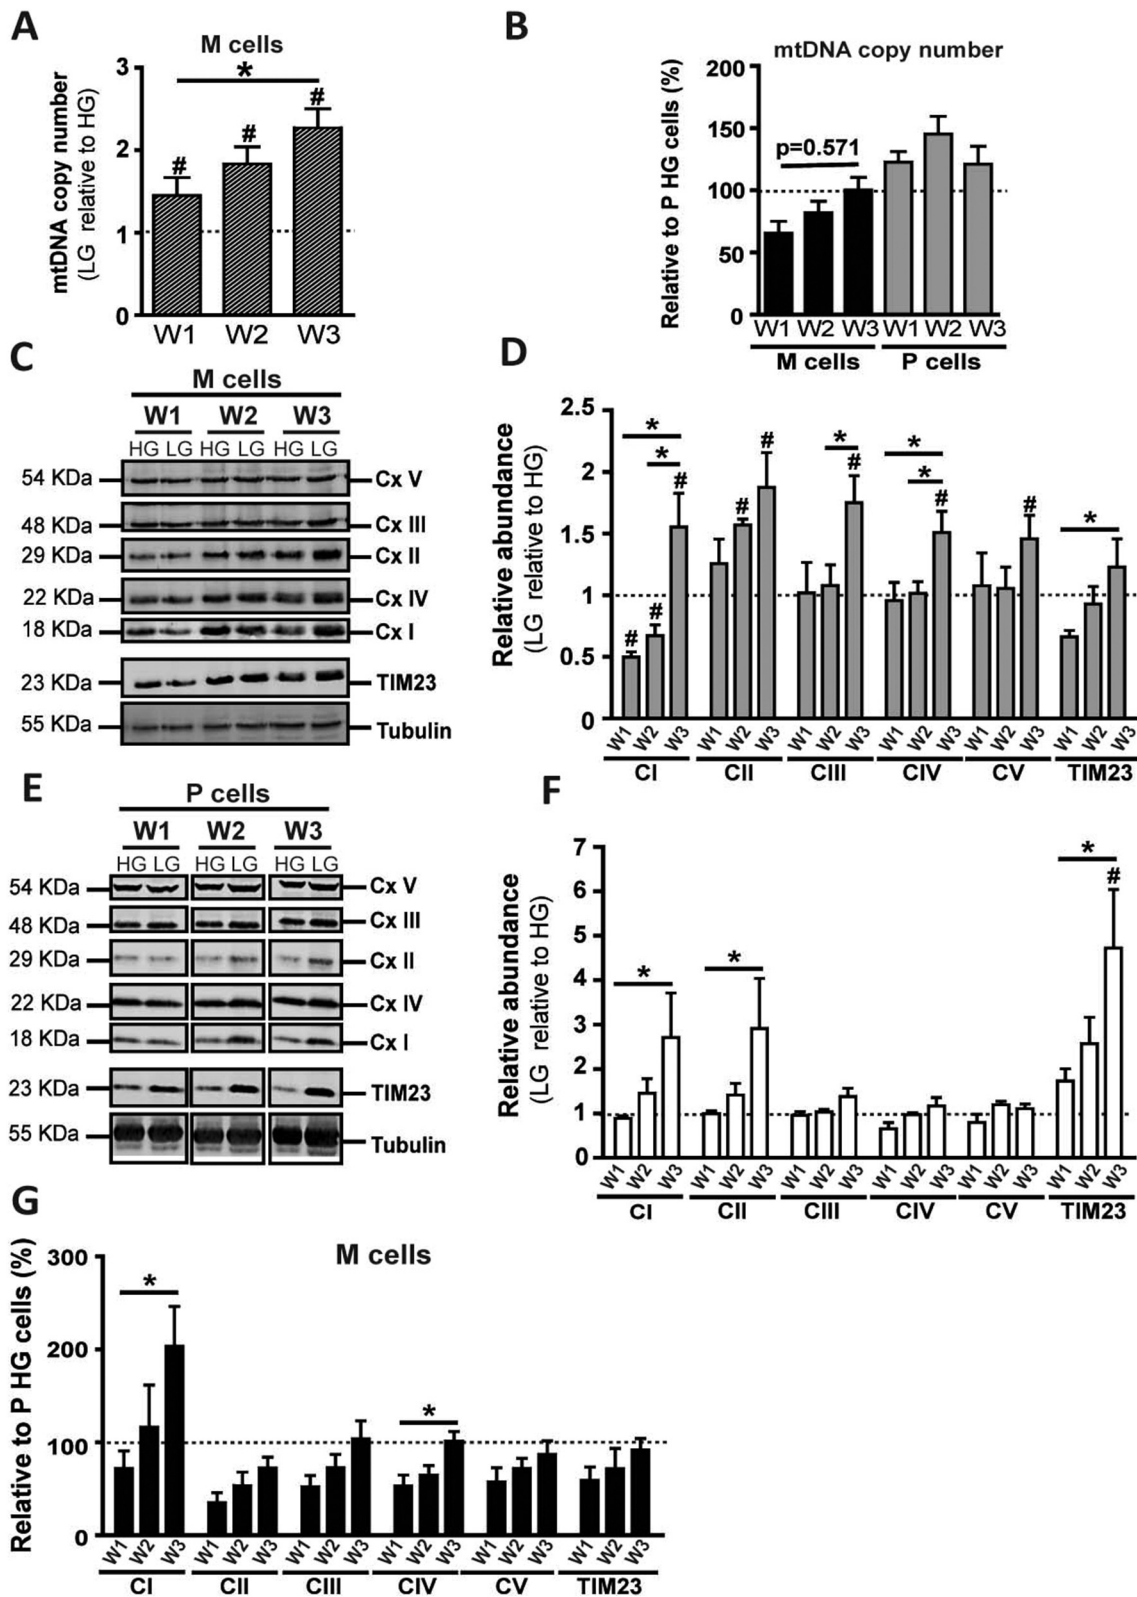 A
M cells
mtDNA copy number
(LG relative to HG)
3
2
1
0
*
#
#
#
W1 W2 W3
B
mtDNA copy number
Relative to P HG cells (%)
200
150
100
50
0
p=0.571
W1 W2 W3 W1 W2 W3
M cells P cells
C
M cells
W1 W2 W3
HG LG HG LG HG LG
54 KDa Cx V
48 KDa Cx III
29 KDa Cx II
22 KDa Cx IV
18 KDa Cx I
23 KDa TIM23
55 KDa Tubulin
D
Relative abundance
(LG relative to HG)
2.5
2
1.5
1
0.5
0
* * * * * *
# # # # # # # #
W1 W2 W3 W1 W2 W3 W1 W2 W3 W1 W2 W3 W1 W2 W3 W1 W2 W3
CI CII CIII CIV CV TIM23
E
P cells
W1 W2 W3
HG LG HG LG HG LG
54 KDa Cx V
48 KDa Cx III
29 KDa Cx II
22 KDa Cx IV
18 KDa Cx I
23 KDa TIM23
55 KDa Tubulin
F
Relative abundance
(LG relative to HG)
7
6
5
4
3
2
1
0
* * *
#
W1 W2 W3 W1 W2 W3 W1 W2 W3 W1 W2 W3 W1 W2 W3 W1 W2 W3
CI CII CIII CIV CV TIM23
G
M cells
Relative to P HG cells (%)
300
200
100
0
* *
W1 W2 W3 W1 W2 W3 W1 W2 W3 W1 W2 W3 W1 W2 W3 W1 W2 W3
CI CII CIII CIV CV TIM23